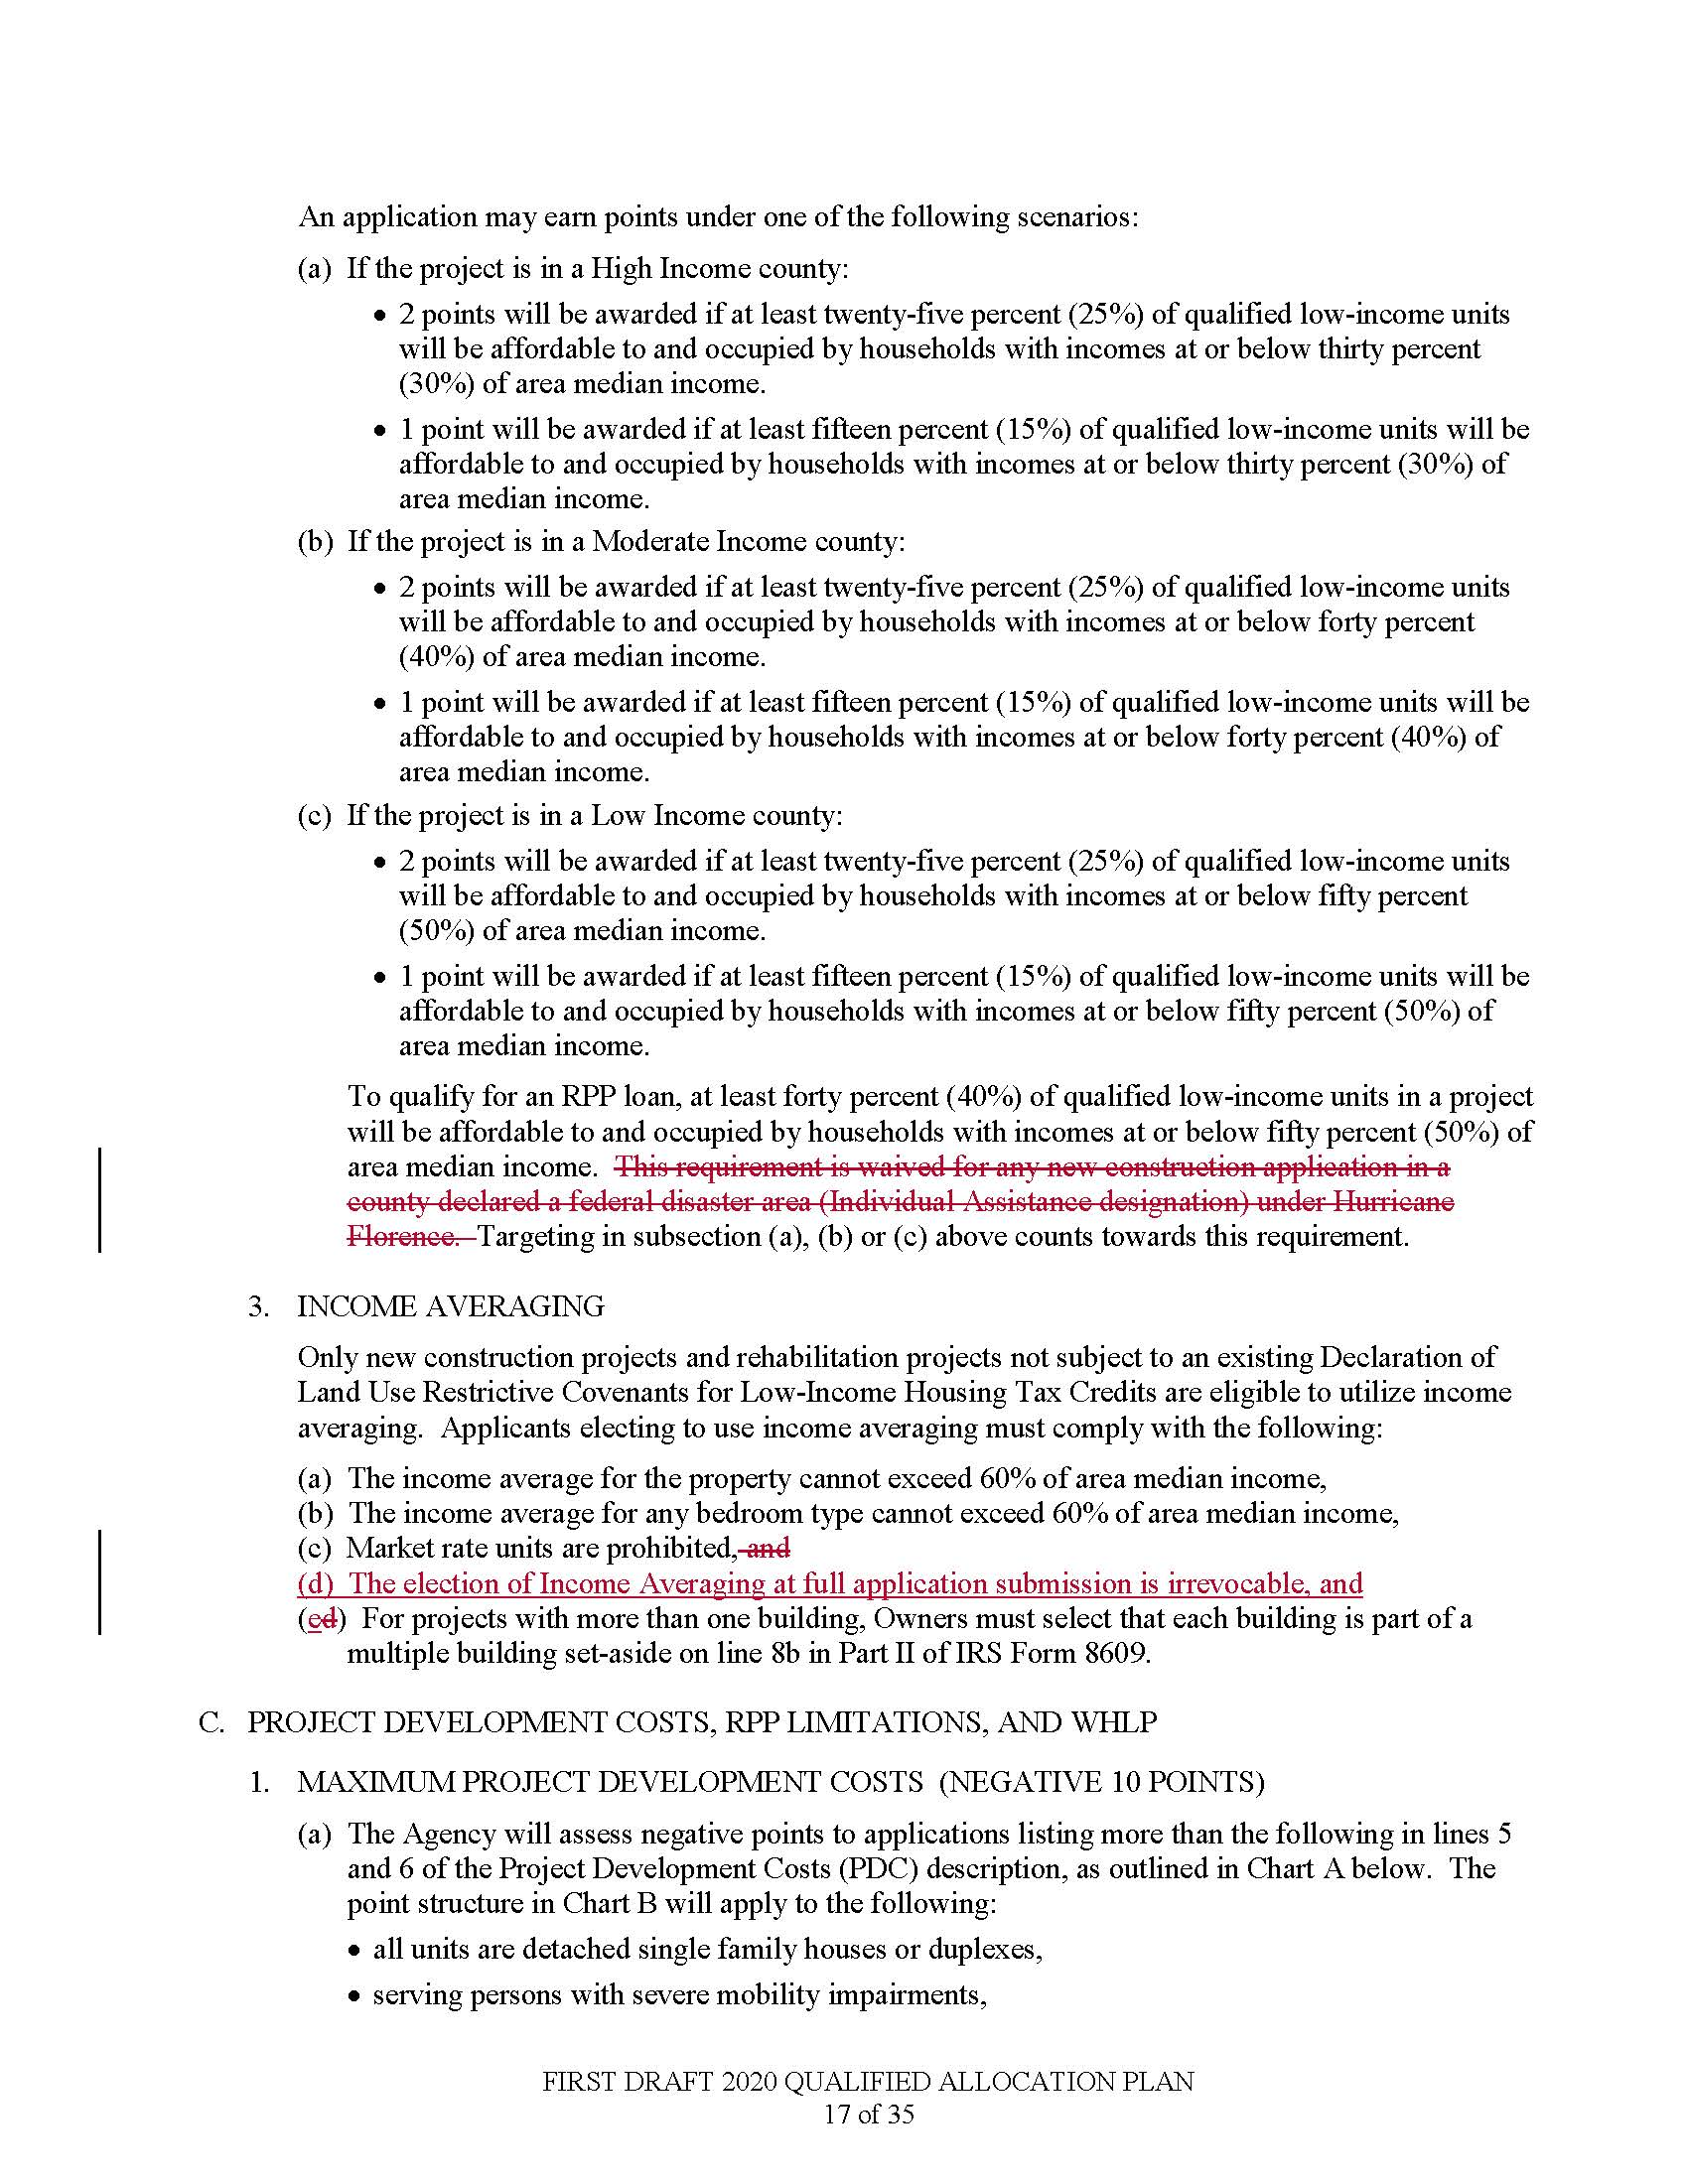 An application may earn points under one of the following scenarios:
(a) If the project is in a High Income county:
• 2 points will be awarded if at least twenty-five percent (25%) of qualified low-income units
will be affordable to and occupied by households with incomes at or below thirty percent
(30%) of area median income.
• 1 point will be awarded if at least fifteen percent (15%) of qualified low-income units will be
affordable to and occupied by households with incomes at or below thirty percent (30%) of
area median income.
(b) If the project is in a Moderate Income county:
• 2 points will be awarded if at least twenty-five percent (25%) of qualified low-income units
will be affordable to and occupied by households with incomes at or below forty percent
(40%) of area median income.
• 1 point will be awarded if at least fifteen percent (15%) of qualified low-income units will be
affordable to and occupied by households with incomes at or below forty percent (40%) of
area median income.
(c) If the project is in a Low Income county:
• 2 points will be awarded if at least twenty-five percent (25%) of qualified low-income units
will be affordable to and occupied by households with incomes at or below fifty percent
(50%) of area median income.
• 1 point will be awarded if at least fifteen percent (15%) of qualified low-income units will be
affordable to and occupied by households with incomes at or below fifty percent (50%) of
area median income.
To qualify for an RPP loan, at least forty percent (40%) of qualified low-income units in a project
will be affordable to and occupied by households with incomes at or below fifty percent (50%) of
area median income. This requirement is waived for any new construction application in a
county declared a federal disaster area (Individual Assistance designation) under Hurricane
Florence. Targeting in subsection (a), (b) or (c) above counts towards this requirement.
3. INCOME AVERAGING
Only new construction projects and rehabilitation projects not subject to an existing Declaration of
Land Use Restrictive Covenants for Low-Income Housing Tax Credits are eligible to utilize income
averaging. Applicants electing to use income averaging must comply with the following:
(a) The income average for the property cannot exceed 60% of area median income,
(b) The income average for any bedroom type cannot exceed 60% of area median income,
(c) Market rate units are prohibited, and
(d) The election of Income Averaging at full application submission is irrevocable, and
(ed) For projects with more than one building, Owners must select that each building is part of a
multiple building set-aside on line 8b in Part II of IRS Form 8609.
C. PROJECT DEVELOPMENT COSTS, RPP LIMITATIONS, AND WHLP
1. MAXIMUM PROJECT DEVELOPMENT COSTS (NEGATIVE 10 POINTS)
(a) The Agency will assess negative points to applications listing more than the following in lines 5
and 6 of the Project Development Costs (PDC) description, as outlined in Chart A below. The
point structure in Chart B will apply to the following:
• all units are detached single family houses or duplexes,
• serving persons with severe mobility impairments,
FIRST DRAFT 2020 QUALIFIED ALLOCATION PLAN
17 of 35